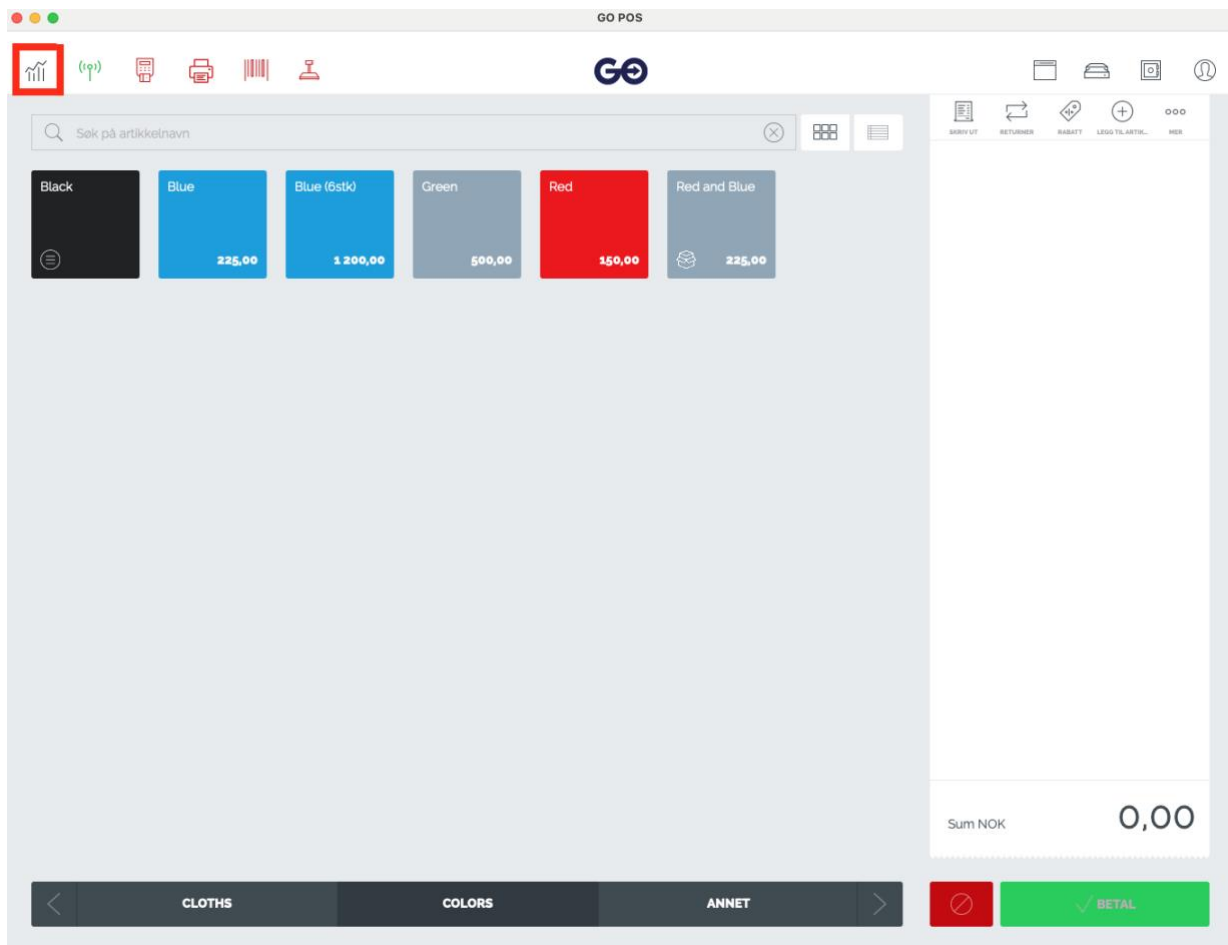 GO POS
GO
Søk på artikkelnavn
SKRIV UT
RETURNER
RABATT
LEGG TIL ARTIK...
MER
Black
Blue
225,00
Blue (6stk)
1 200,00
Green
500,00
Red
150,00
Red and Blue
225,00
Sum NOK
0,00
CLOTHS
COLORS
ANNET
BETAL